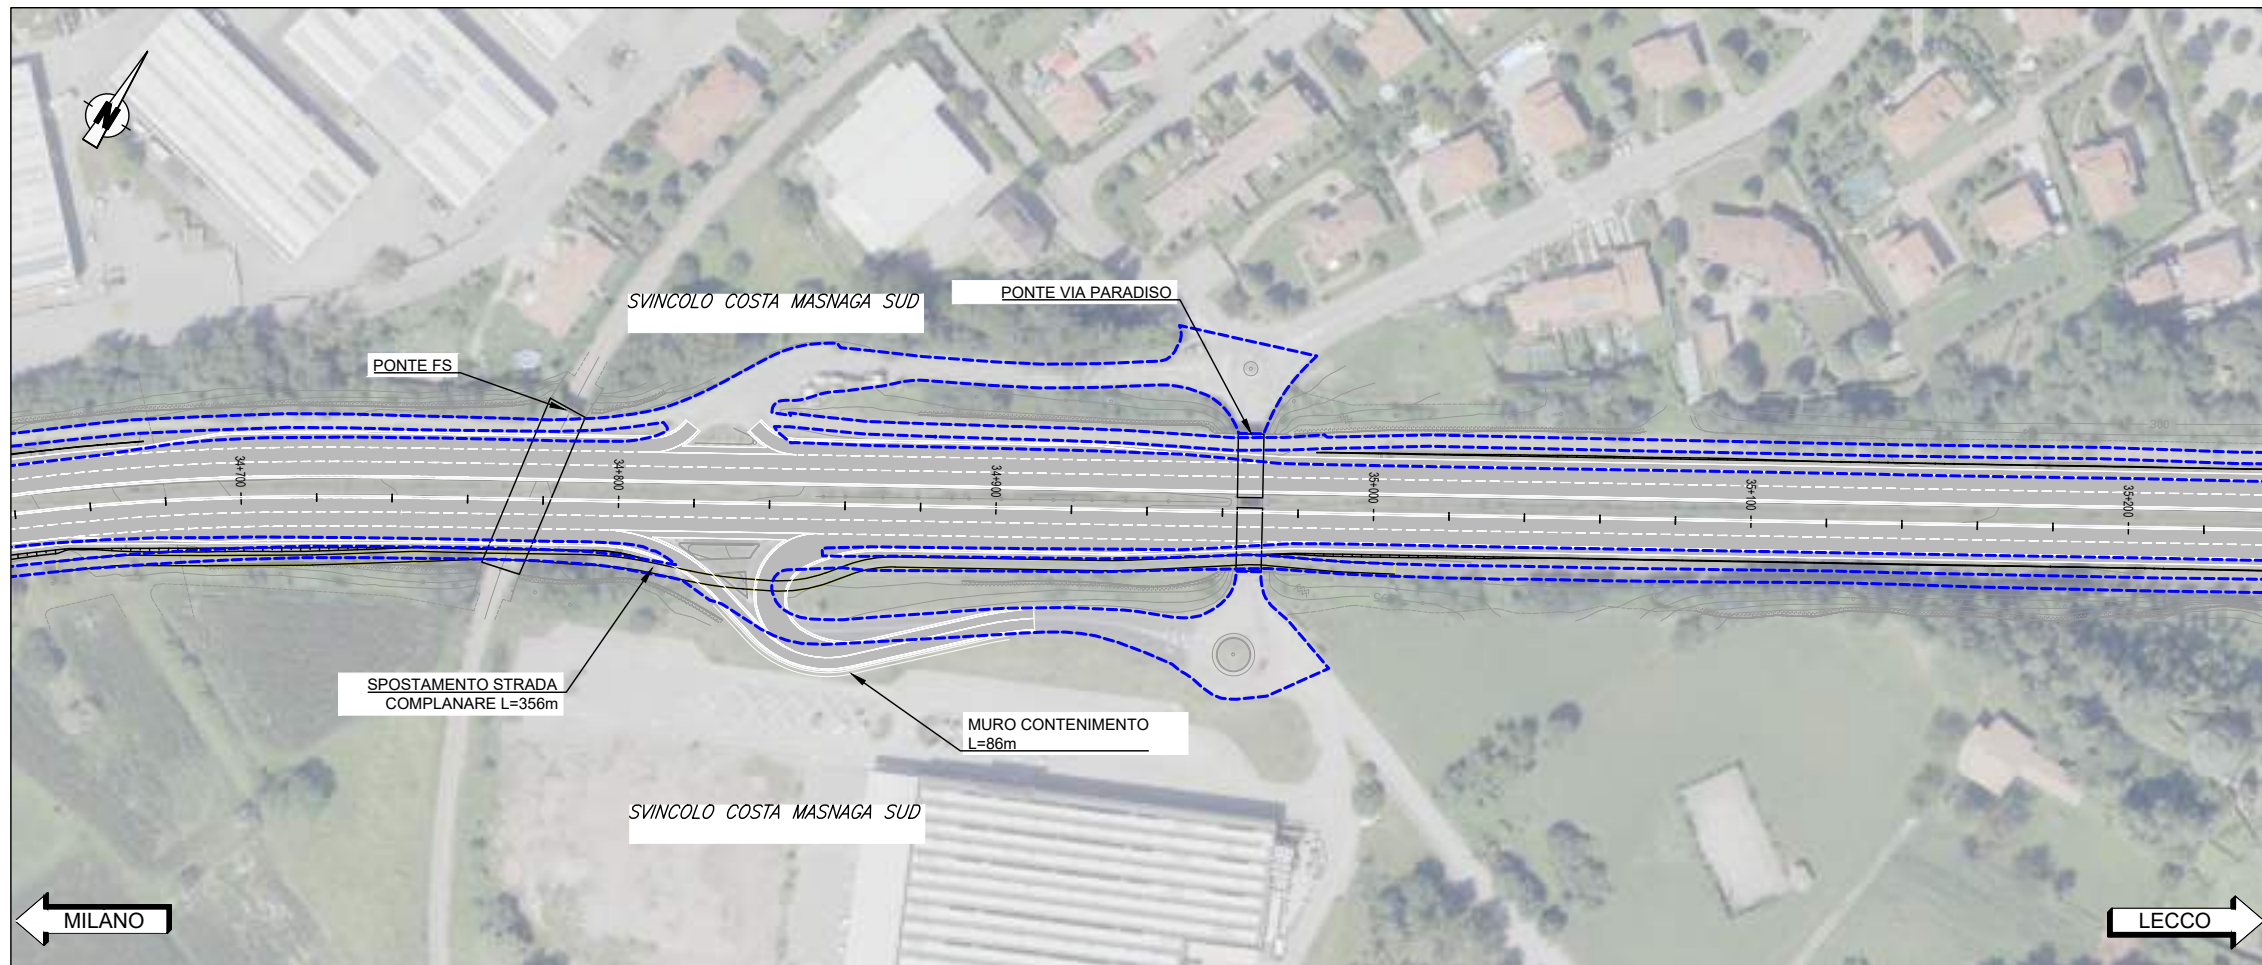 N
SVINCOLO COSTA MASNAGA SUD
PONTE VIA PARADISO
PONTE FS
300
34+700
34+800
34+900
35+000
35+100
35+200
SPOSTAMENTO STRADA
COMPLANARE L=356m
MURO CONTENIMENTO
L=86m
SVINCOLO COSTA MASNAGA SUD
MILANO
LECCO